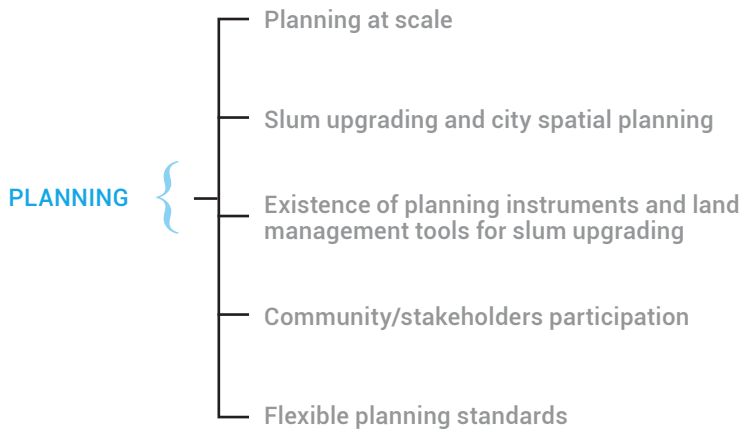 Planning at scale
Slum upgrading and city spatial planning
PLANNING
Existence of planning instruments and land
management tools for slum upgrading
Community/stakeholders participation
Flexible planning standards